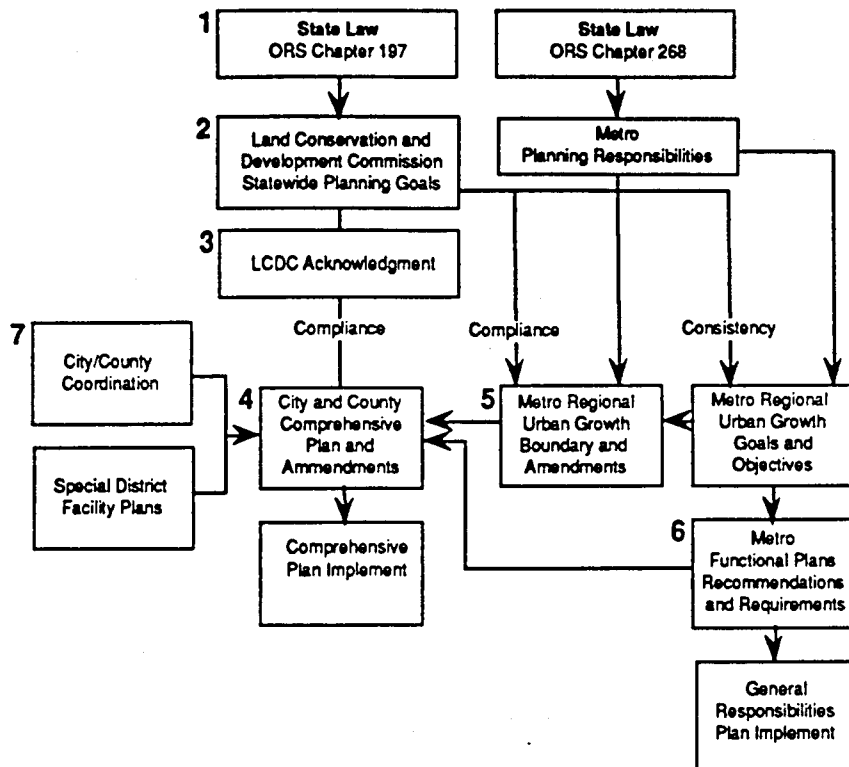 1
State Law
ORS Chapter 197
State Law
ORS Chapter 268
2
Land Conservation and
Development Commission
Statewide Planning Goals
Metro
Planning Responsibilities
3
LCDC Acknowledgment
Compliance
Compliance
Consistency
7
City/County
Coordination
Special District
Facility Plans
4
City and County
Comprehensive
Plan and
Ammendments
5
Metro Regional
Urban Growth
Boundary and
Amendments
Metro Regional
Urban Growth
Goals and
Objectives
Comprehensive
Plan Implement
6
Metro
Functional Plans
Recommendations
and Requirements
General
Responsibilities
Plan Implement